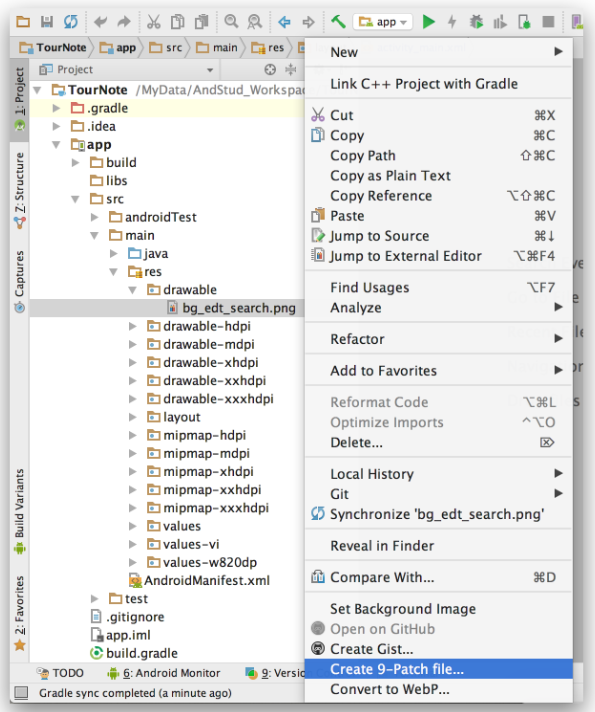 app
TourNote app src main res
Project
TourNote /MyData/AndStud_Workspac
.gradle
.idea
app
build
libs
src
androidTest
main
java
res
drawable
bg_edt_search.png
drawable-hdpi
drawable-mdpi
drawable-xhdpi
drawable-xxhdpi
drawable-xxxhdpi
layout
mipmap-hdpi
mipmap-mdpi
mipmap-xhdpi
mipmap-xxhdpi
mipmap-xxxhdpi
values
values-vi
values-w820dp
AndroidManifest.xml
test
.gitignore
app.iml
build.gradle
1: Project
7: Structure
Captures
Build Variants
2: Favorites
New
Link C++ Project with Gradle
Cut ⌘X
Copy ⌘C
Copy Path ⇧⌘C
Copy as Plain Text
Copy Reference ⌥⇧⌘C
Paste ⌘V
Jump to Source ⌘↓
Jump to External Editor ⌥⌘F4
Find Usages ⌥F7
Analyze
Refactor
Add to Favorites
Reformat Code ⌥⌘L
Optimize Imports ^⌥O
Delete... ⌦
Local History
Git
Synchronize 'bg_edt_search.png'
Reveal in Finder
Compare With... ⌘D
Set Background Image
Open on GitHub
Create Gist...
Create 9-Patch file...
Convert to WebP...
TODO 6: Android Monitor 9: Versio
Gradle sync completed (a minute ago)